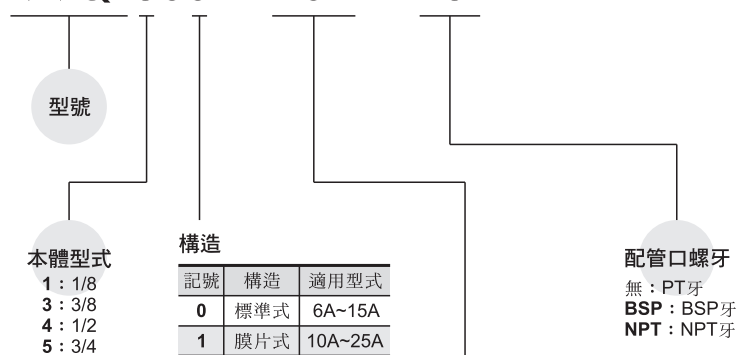 型號
本體型式
1：1/8
3：3/8
4：1/2
5：3/4
構造
記號 構造 適用型式
0 標準式 6A~15A
1 膜片式 10A~25A
配管口螺牙
無：PT牙
BSP：BSP牙
NPT：NPT牙